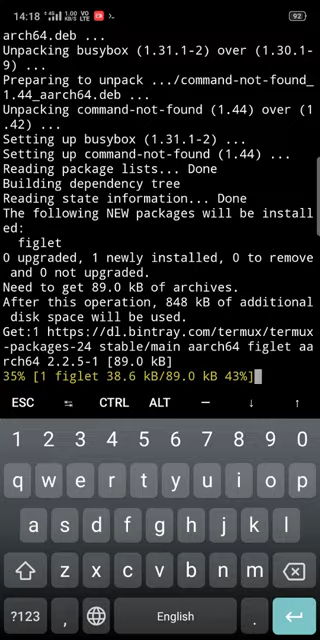 14:18 4G 1.00 KB/s VO LTE >_ 92
arch64.deb ...
Unpacking busybox (1.31.1-2) over (1.30.1-
9) ...
Preparing to unpack .../command-not-found_
1.44_aarch64.deb ...
Unpacking command-not-found (1.44) over (1
.42) ...
Setting up busybox (1.31.1-2) ...
Setting up command-not-found (1.44) ...
Reading package lists... Done
Building dependency tree
Reading state information... Done
The following NEW packages will be install
ed:
  figlet
0 upgraded, 1 newly installed, 0 to remove
 and 0 not upgraded.
Need to get 89.0 kB of archives.
After this operation, 848 kB of additional
 disk space will be used.
Get:1 https://dl.bintray.com/termux/termux
-packages-24 stable/main aarch64 figlet aa
rch64 2.2.5-1 [89.0 kB]
35% [1 figlet 38.6 kB/89.0 kB 43%]
ESC CTRL ALT — ↓ ↑
1 2 3 4 5 6 7 8 9 0
q w e r t y u i o p
a s d f g h j k l
z x c v b n m
?123 , English .